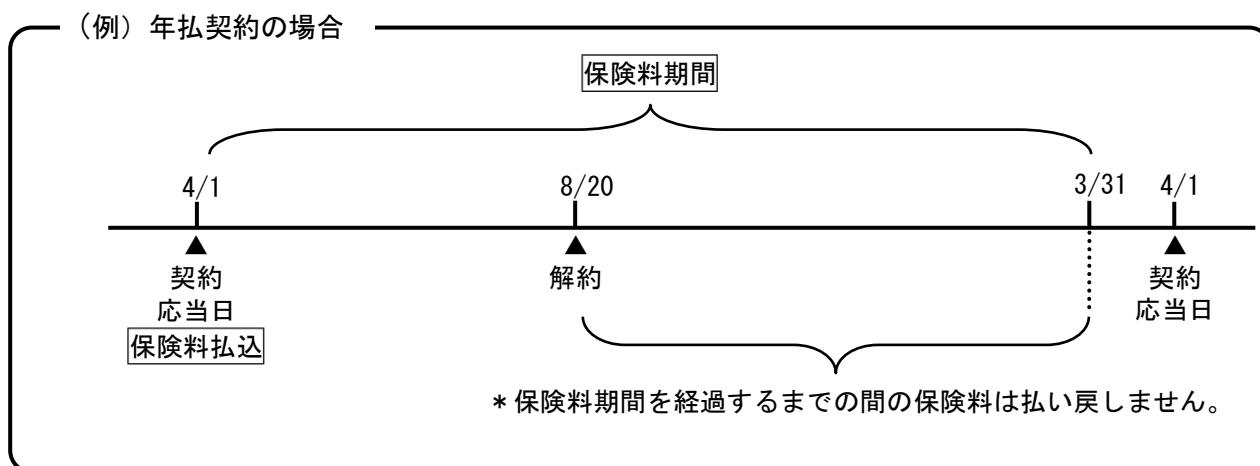 （例）年払契約の場合
保険料期間
4/1
8/20
3/31
4/1
▲
▲
▲
契約
応当日
保険料払込
解約
契約
応当日
＊保険料期間を経過するまでの間の保険料は払い戻しません。